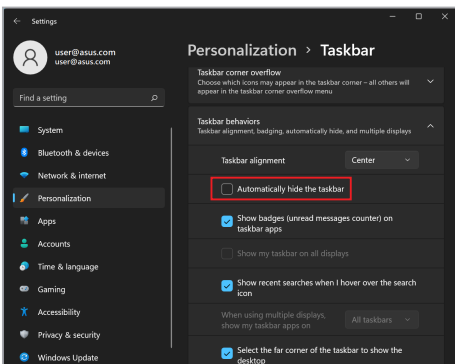 Settings
user@asus.com
user@asus.com
Find a setting
System
Bluetooth & devices
Network & internet
Personalization
Apps
Accounts
Time & language
Gaming
Accessibility
Privacy & security
Windows Update
Personalization > Taskbar
Taskbar corner overflow
Choose which icons may appear in the taskbar corner – all others will
appear in the taskbar corner overflow menu
Taskbar behaviors
Taskbar alignment, badging, automatically hide, and multiple displays
Taskbar alignment
Center
Automatically hide the taskbar
Show badges (unread messages counter) on
taskbar apps
Show my taskbar on all displays
Show recent searches when I hover over the search
icon
When using multiple displays,
show my taskbar apps on
All taskbars
Select the far corner of the taskbar to show the
desktop